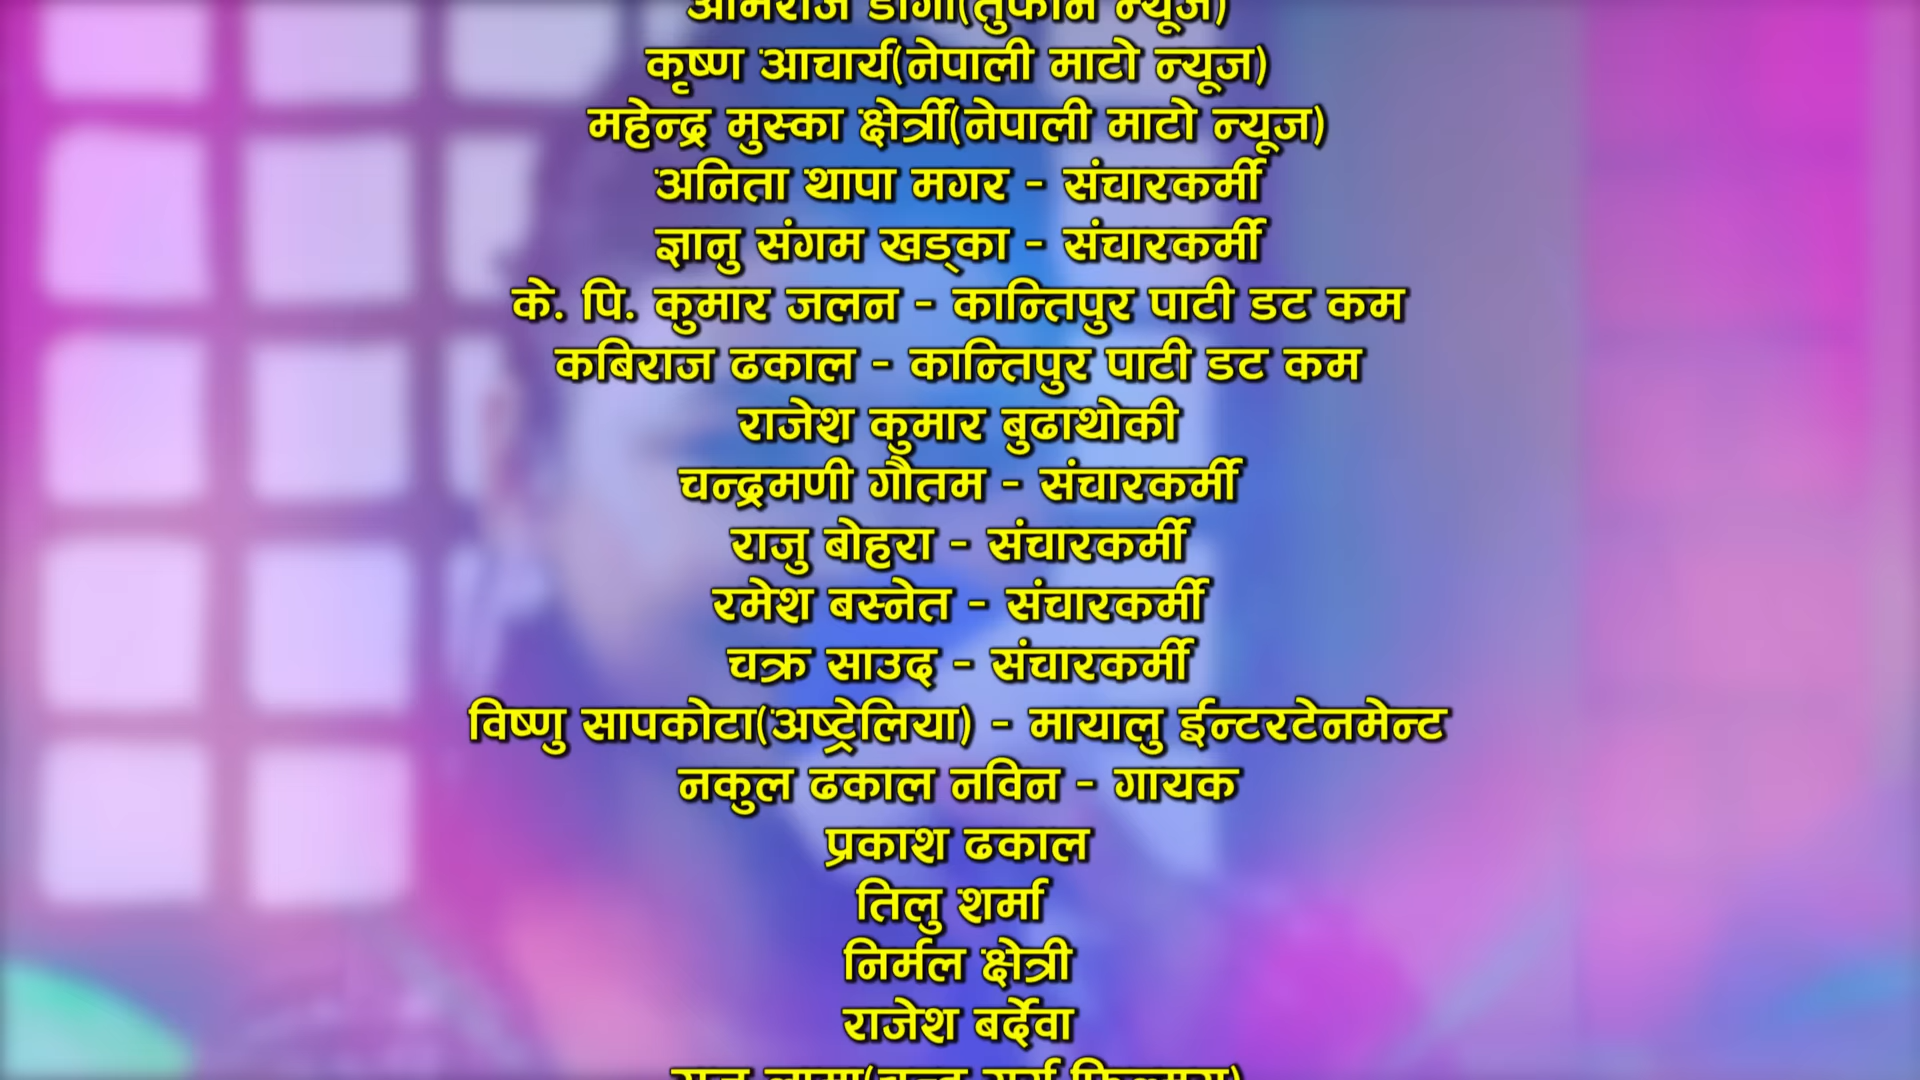 डाँगी(तुफान न्यूज)
कृष्ण आचार्य(नेपाली माटो न्यूज)
महेन्द्र मुस्का क्षेर्त्री(नेपाली माटो न्यूज)
अनिता थापा मगर - संचारकर्मी
ज्ञानु संगम खड्का - संचारकर्मी
के. पि. कुमार जलन - कान्तिपुर पाटी डट कम
कबिराज ढकाल - कान्तिपुर पाटी डट कम
राजेश कुमार बुढाथोकी
चन्द्रमणी गौतम - संचारकर्मी
राजु बोहरा - संचारकर्मी
रमेश बस्नेत - संचारकर्मी
चक्र साउद - संचारकर्मी
विष्णु सापकोटा(अष्ट्रेलिया) - मायालु ईन्टरटेनमेन्ट
नकुल ढकाल नविन - गायक
प्रकाश ढकाल
तिलु शर्मा
निर्मल क्षेत्री
राजेश बर्देवा